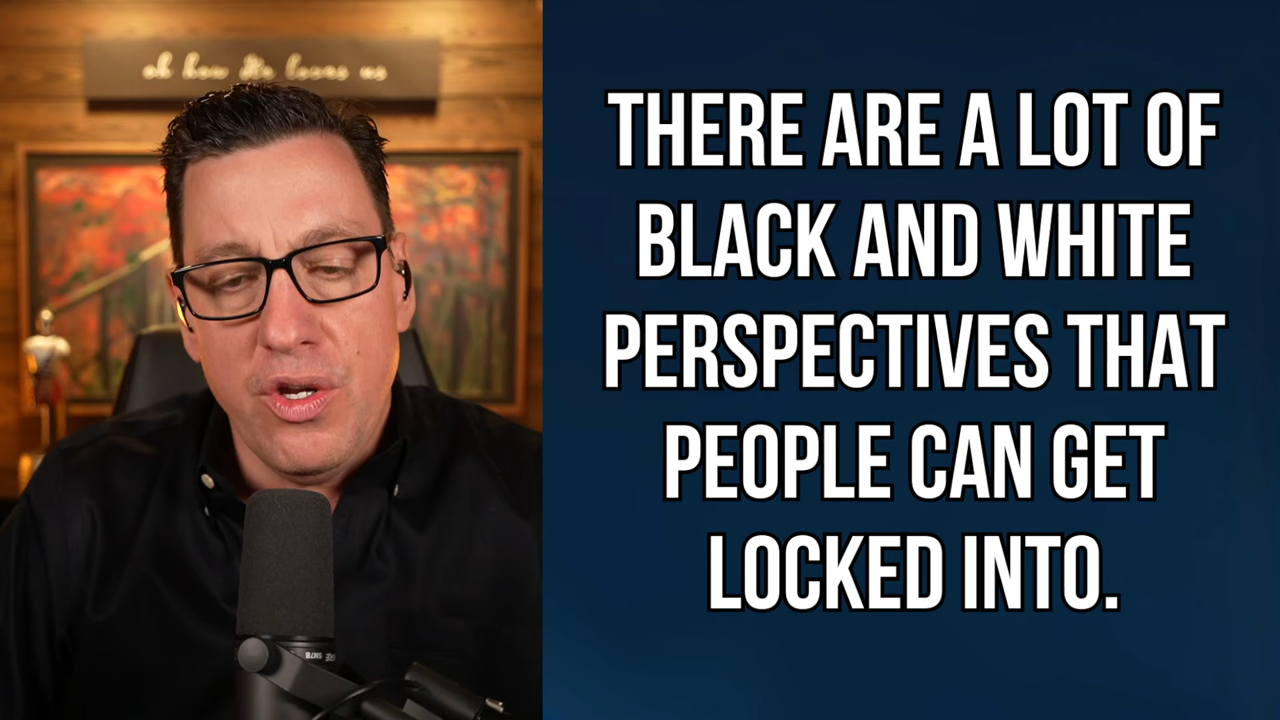 oh how He loves us
THERE ARE A LOT OF
BLACK AND WHITE
PERSPECTIVES THAT
PEOPLE CAN GET
LOCKED INTO.
SM7B